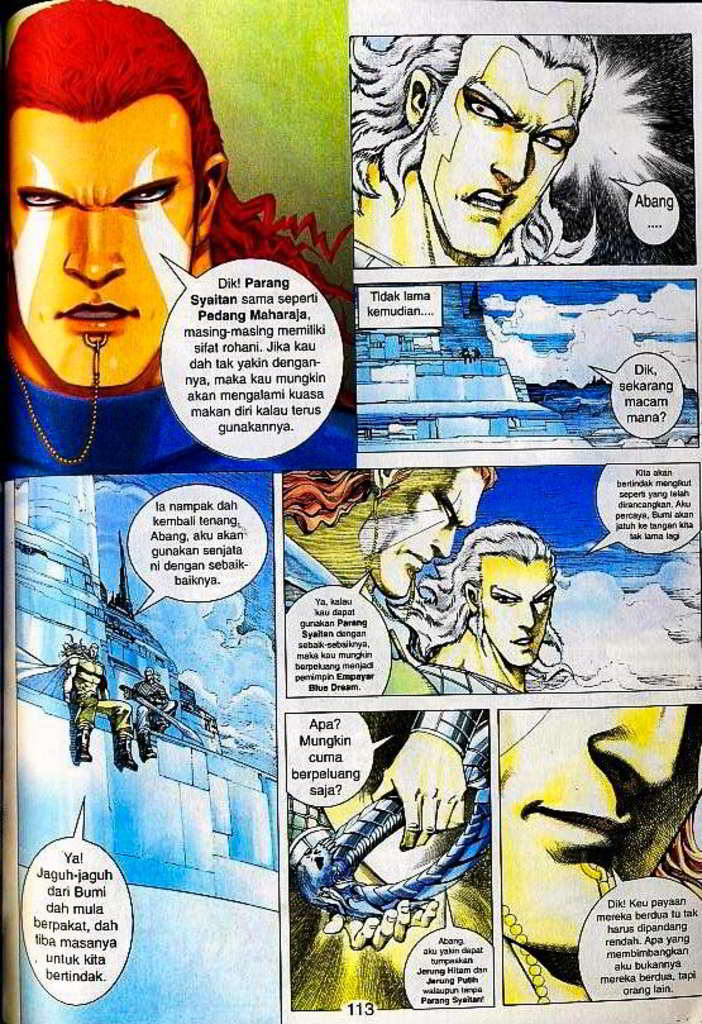 Dik! Parang
Syaitan sama seperti
Pedang Maharaja,
masing-masing memiliki
sifat rohani. Jika kau
dah tak yakin dengan-
nya, maka kau mungkin
akan mengalami kuasa
makan diri kalau terus
gunakannya.
Abang
....
Tidak lama
kemudian....
Dik,
sekarang
macam
mana?
Ia nampak dah
kembali tenang,
Abang, aku akan
gunakan senjata
ni dengan sebaik-
baiknya.
Ya!
Jaguh-jaguh
dari Bumi
dah mula
berpakat, dah
tiba masanya
untuk kita
bertindak.
Kita akan
bertindak mengikut
seperti yang telah
dirancangkan. Aku
percaya, Bumi akan
jatuh ke tangan kita
tak lama lagi
Ya, kalau
kau dapat
gunakan Parang
Syaitan dengan
sebaik-sebaiknya,
maka kau mungkin
berpeluang menjadi
pemimpin Empayar
Blue Dream.
Apa?
Mungkin
cuma
berpeluang
saja?
Abang,
aku yakin dapat
tumpaskan
Jerung Hitam dan
Jerung Putih
walaupun tanpa
Parang Syaitan!
Dik! Keu payaan
mereka berdua tu tak
harus dipandang
rendah. Apa yang
membimbangkan
aku bukannya
mereka berdua, tapi
orang lain.
113